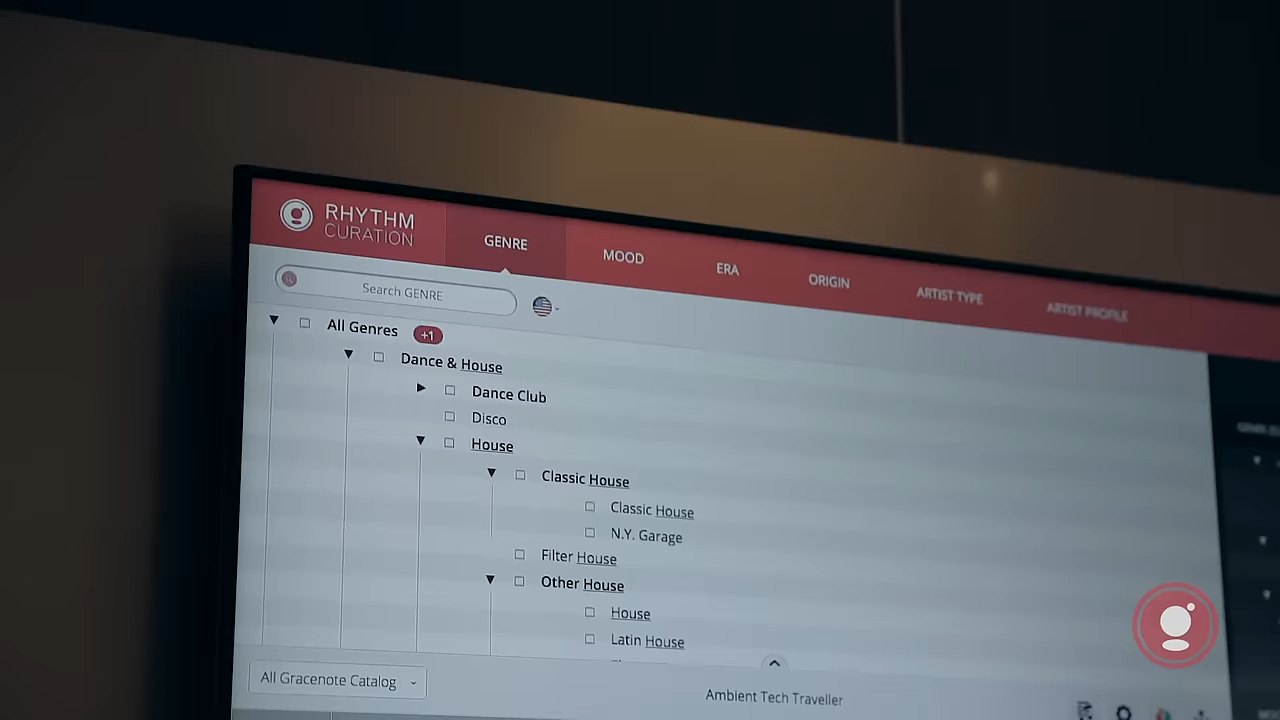 RHYTHM
CURATION
GENRE
MOOD
ERA
ORIGIN
ARTIST TYPE
ARTIST PROFILE
Search GENRE
All Genres +1
Dance & House
Dance Club
Disco
House
Classic House
Classic House
N.Y. Garage
Filter House
Other House
House
Latin House
All Gracenote Catalog
Ambient Tech Traveller